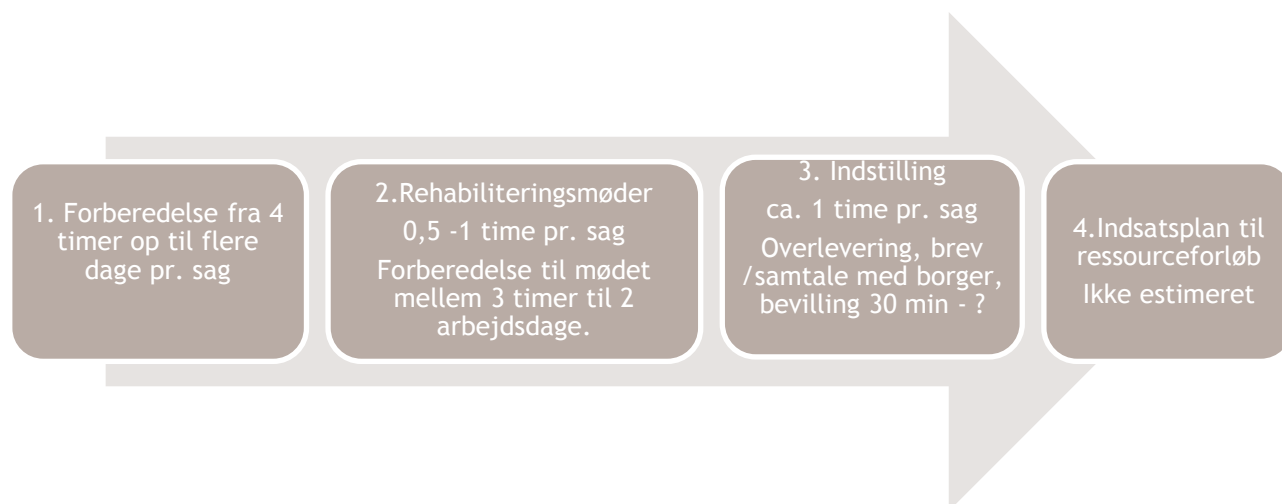 1. Forberedelse fra 4
timer op til flere
dage pr. sag
2.Rehabiliteringsmøder
0,5 -1 time pr. sag
Forberedelse til mødet
mellem 3 timer til 2
arbejdsdage.
3. Indstilling
ca. 1 time pr. sag
Overlevering, brev
/samtale med borger,
bevilling 30 min - ?
4.Indsatsplan til
ressourceforløb
Ikke estimeret